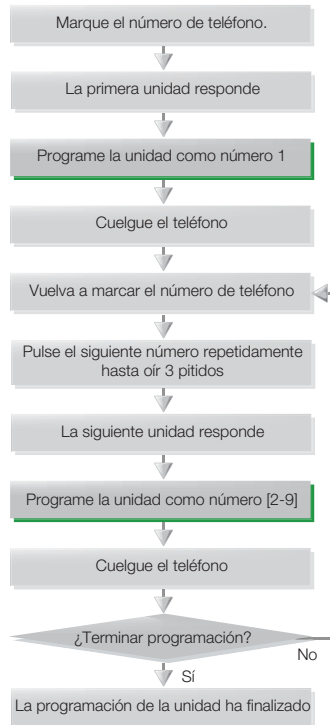 Marque el número de teléfono.
La primera unidad responde
Programe la unidad como número 1
Cuelgue el teléfono
Vuelva a marcar el número de teléfono
Pulse el siguiente número repetidamente
hasta oír 3 pitidos
La siguiente unidad responde
Programe la unidad como número [2-9]
Cuelgue el teléfono
¿Terminar programación?
No
Sí
La programación de la unidad ha finalizado